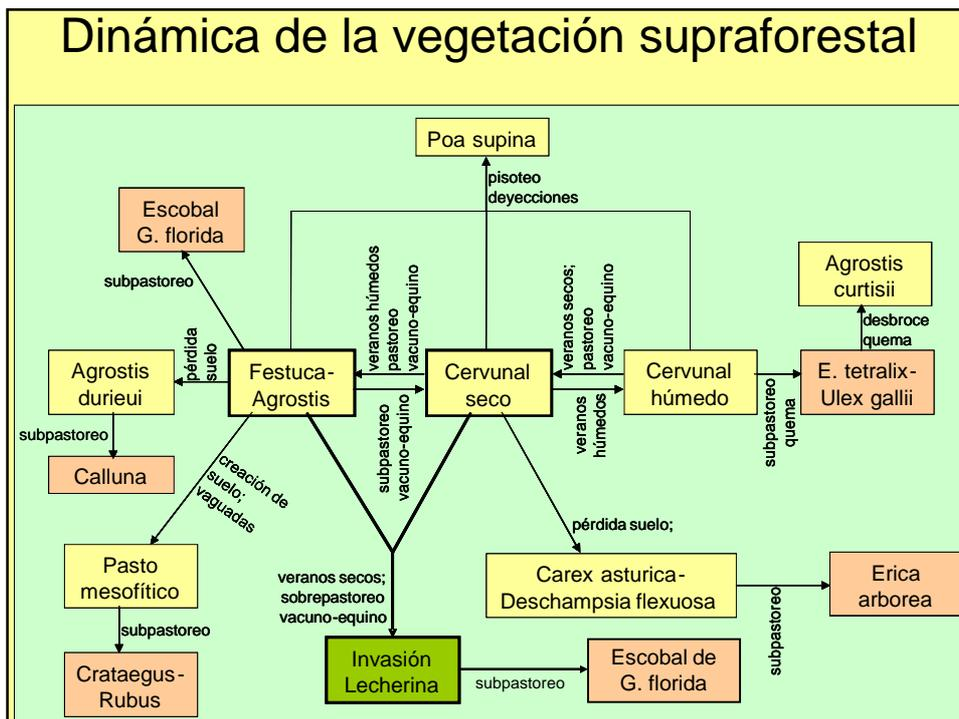 Dinámica de la vegetación supraforestal
Poa supina
pisoteo
deyecciones
Escobal
G. florida
subpastoreo
veranos húmedos
pastoreo
vacuno-equino
veranos secos;
pastoreo
vacuno-equino
Agrostis
curtisii
desbroce
quema
Agrostis
durieui
pérdida
suelo
Festuca-
Agrostis
Cervunal
seco
Cervunal
húmedo
E. tetralix-
Ulex gallii
subpastoreo
Calluna
creación de
suelo;
vaguadas
subpastoreo
vacuno-equino
veranos
húmedos
subpastoreo
quema
pérdida suelo;
Pasto
mesofítico
veranos secos;
sobrepastoreo
vacuno-equino
Carex asturica-
Deschampsia flexuosa
subpastoreo
Erica
arborea
subpastoreo
Crataegus-
Rubus
Invasión
Lecherina
subpastoreo
Escobal de
G. florida